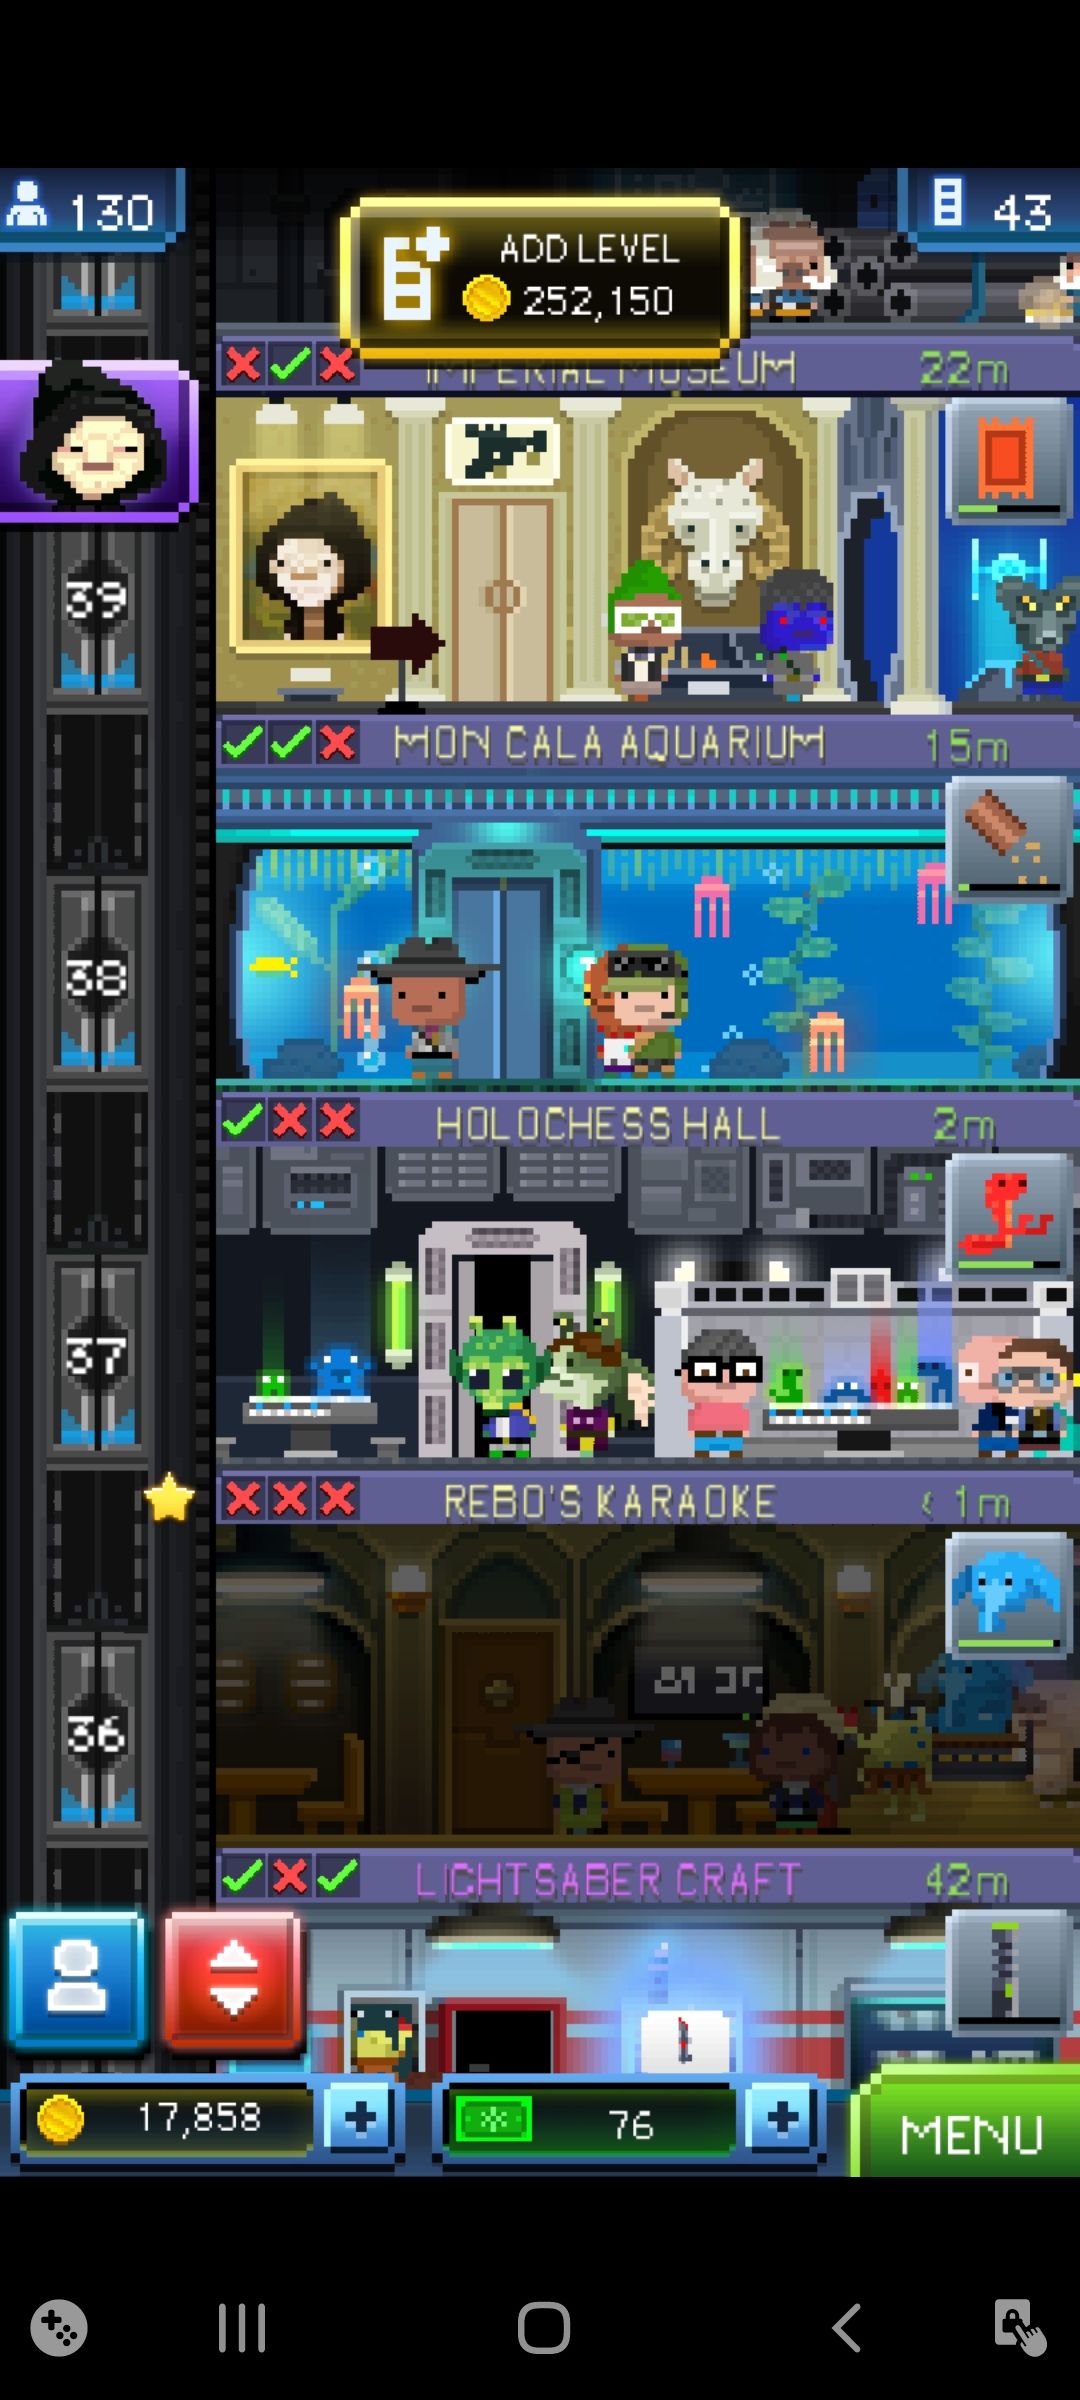 130
ADD LEVEL
252,150
43
IMPERIAL MUSEUM 22m
39
MON CALA AQUARIUM 15m
38
HOLOCHESS HALL 2m
37
REBO'S KARAOKE < 1m
36
LIGHTSABER CRAFT 42m
17,858
76
MENU